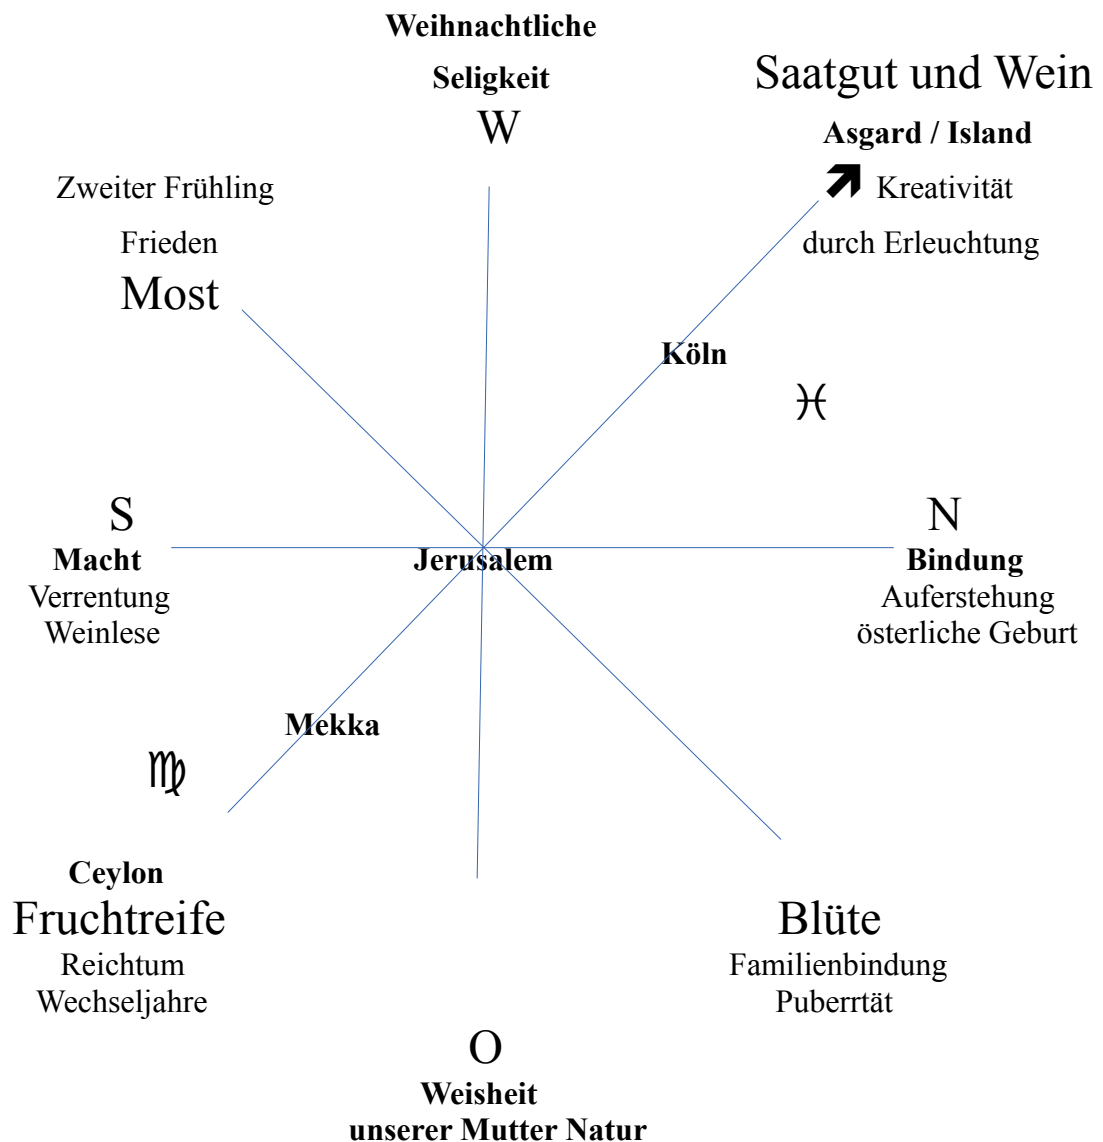 Weihnachtliche
Seligkeit
W
Saatgut und Wein
Asgard / Island
Kreativität
durch Erleuchtung
Zweiter Frühling
Frieden
Most
Köln
♓
S
Macht
Verrentung
Weinlese
Jerusalem
N
Bindung
Auferstehung
österliche Geburt
Mekka
♍
Ceylon
Fruchtreife
Reichtum
Wechseljahre
Blüte
Familienbindung
Puberrtät
O
Weisheit
unserer Mutter Natur